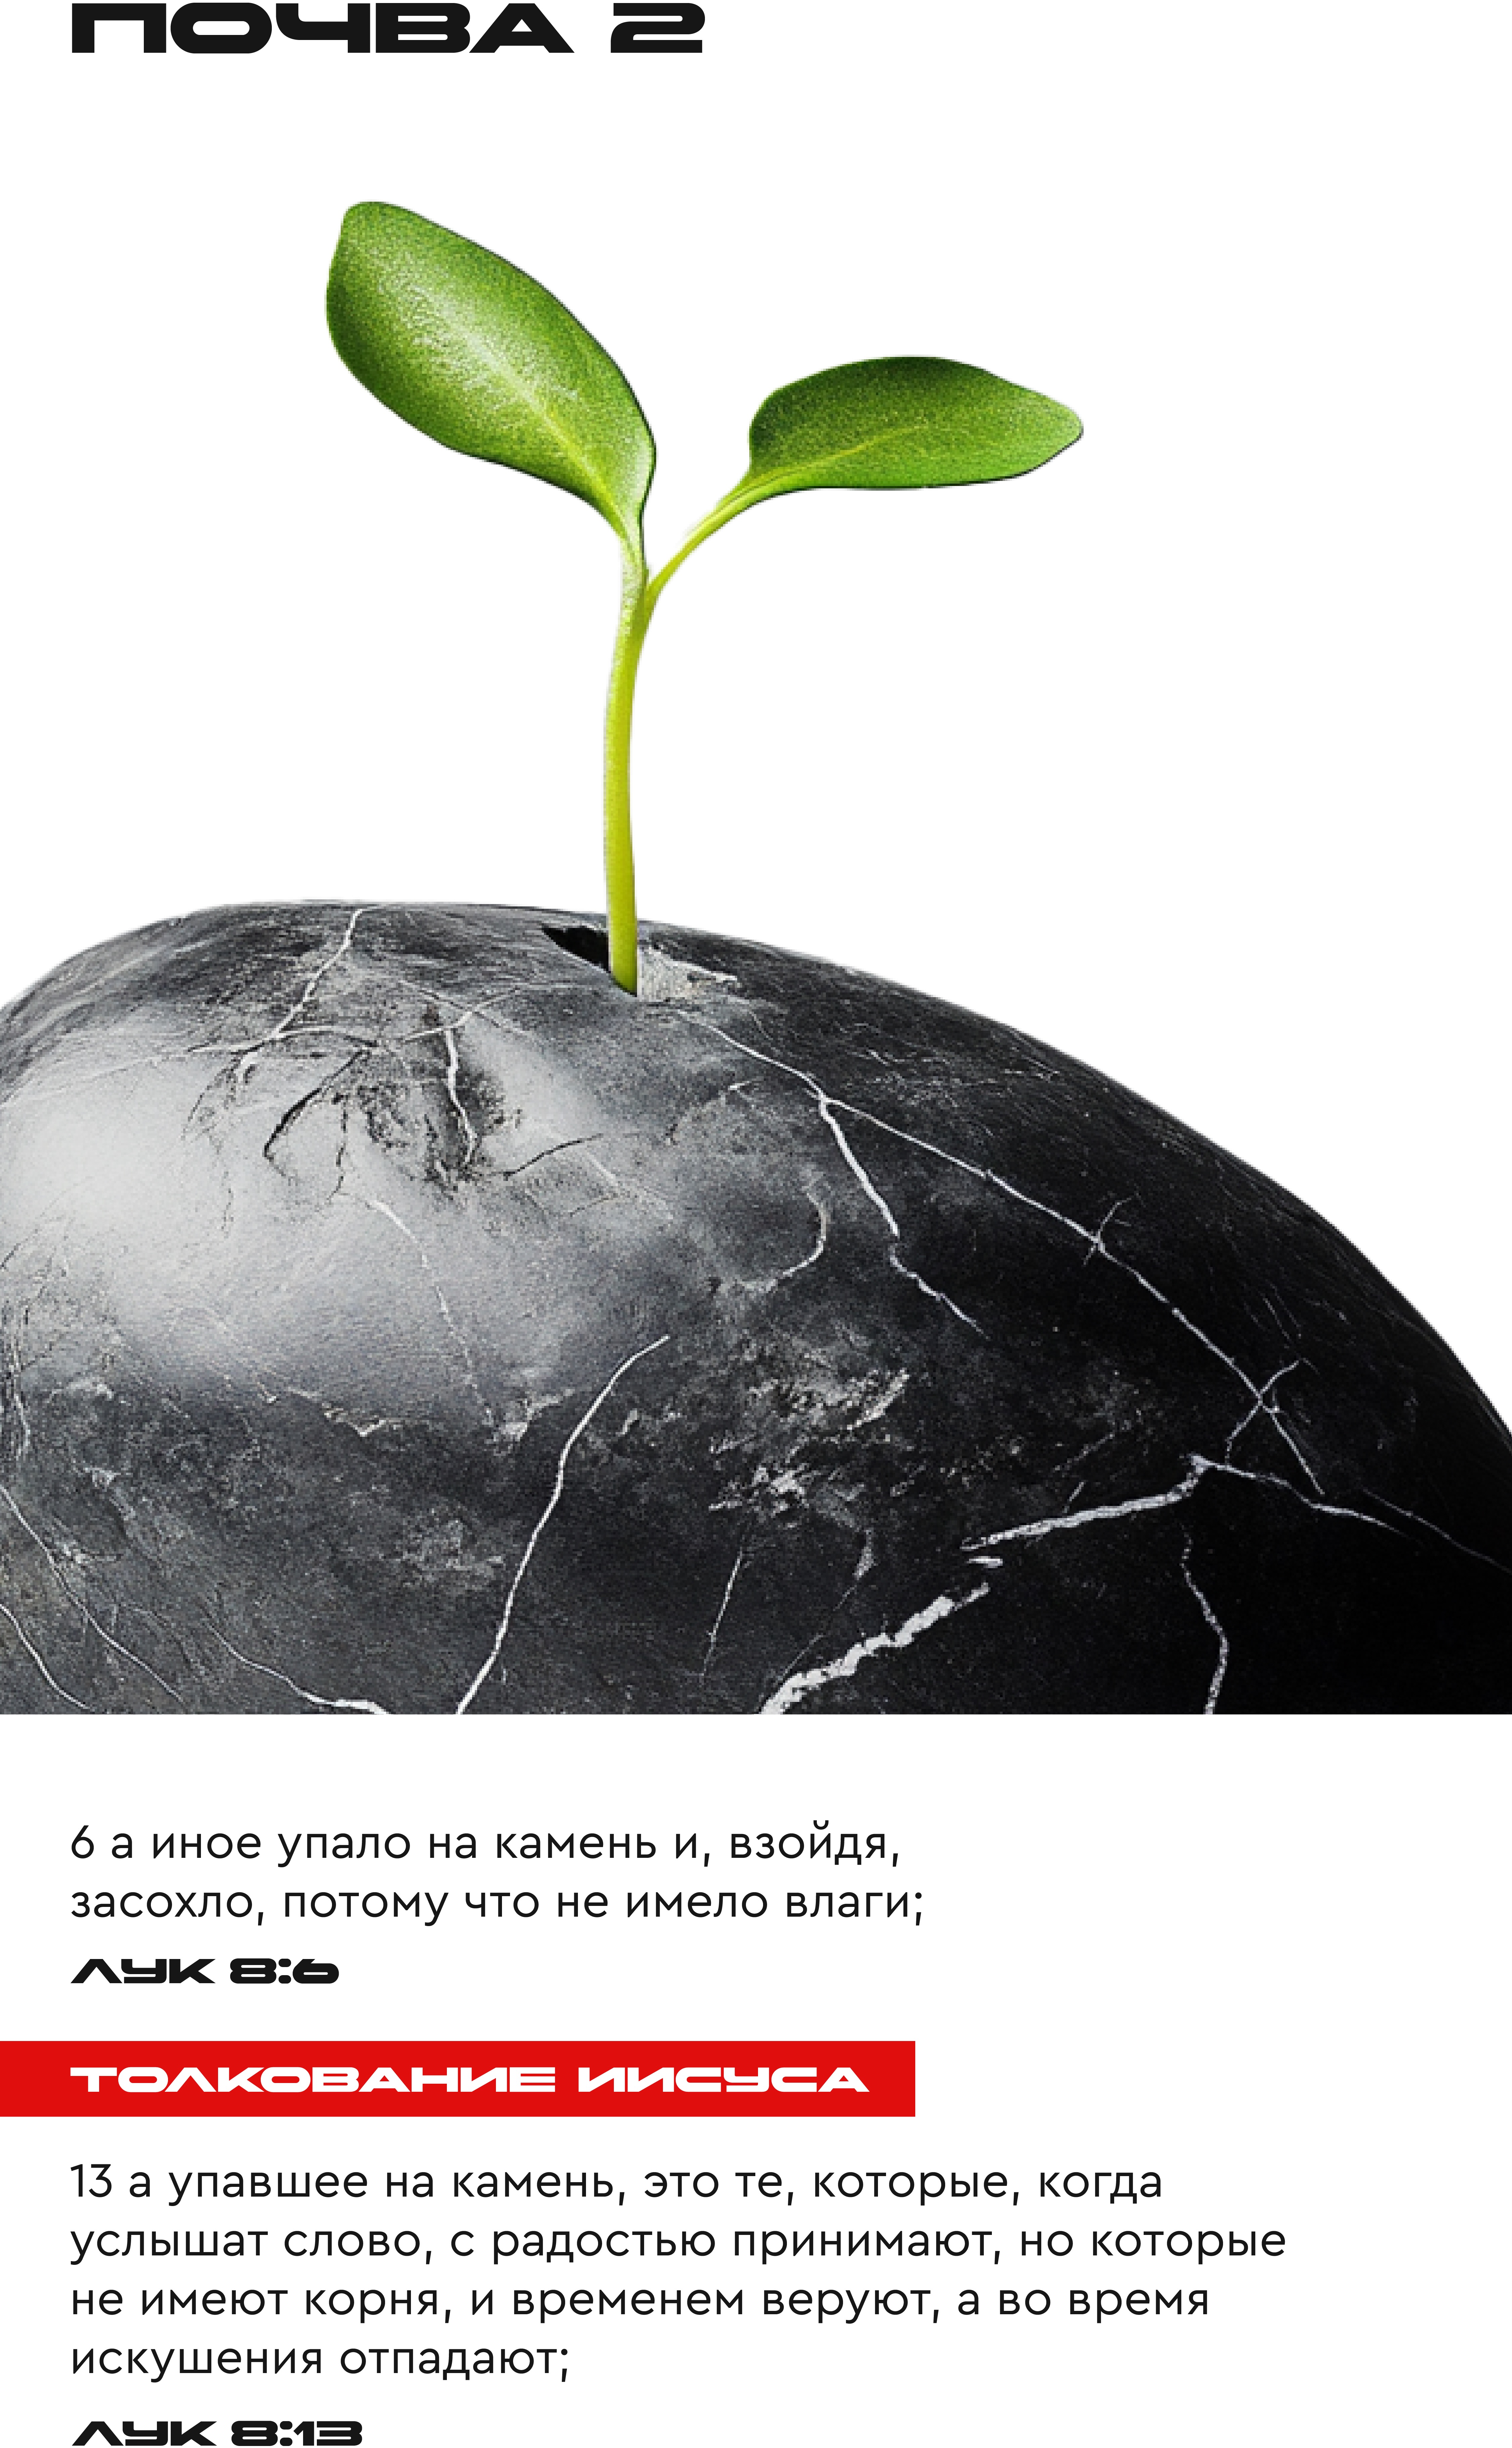 ПОЧВА 2
6 а иное упало на камень и, взойдя,
засохло, потому что не имело влаги;
ЛУК 8:6
ТОЛКОВАНИЕ ИИСУСА
13 а упавшее на камень, это те, которые, когда
услышат слово, с радостью принимают, но которые
не имеют корня, и временем веруют, а во время
искушения отпадают;
ЛУК 8:13